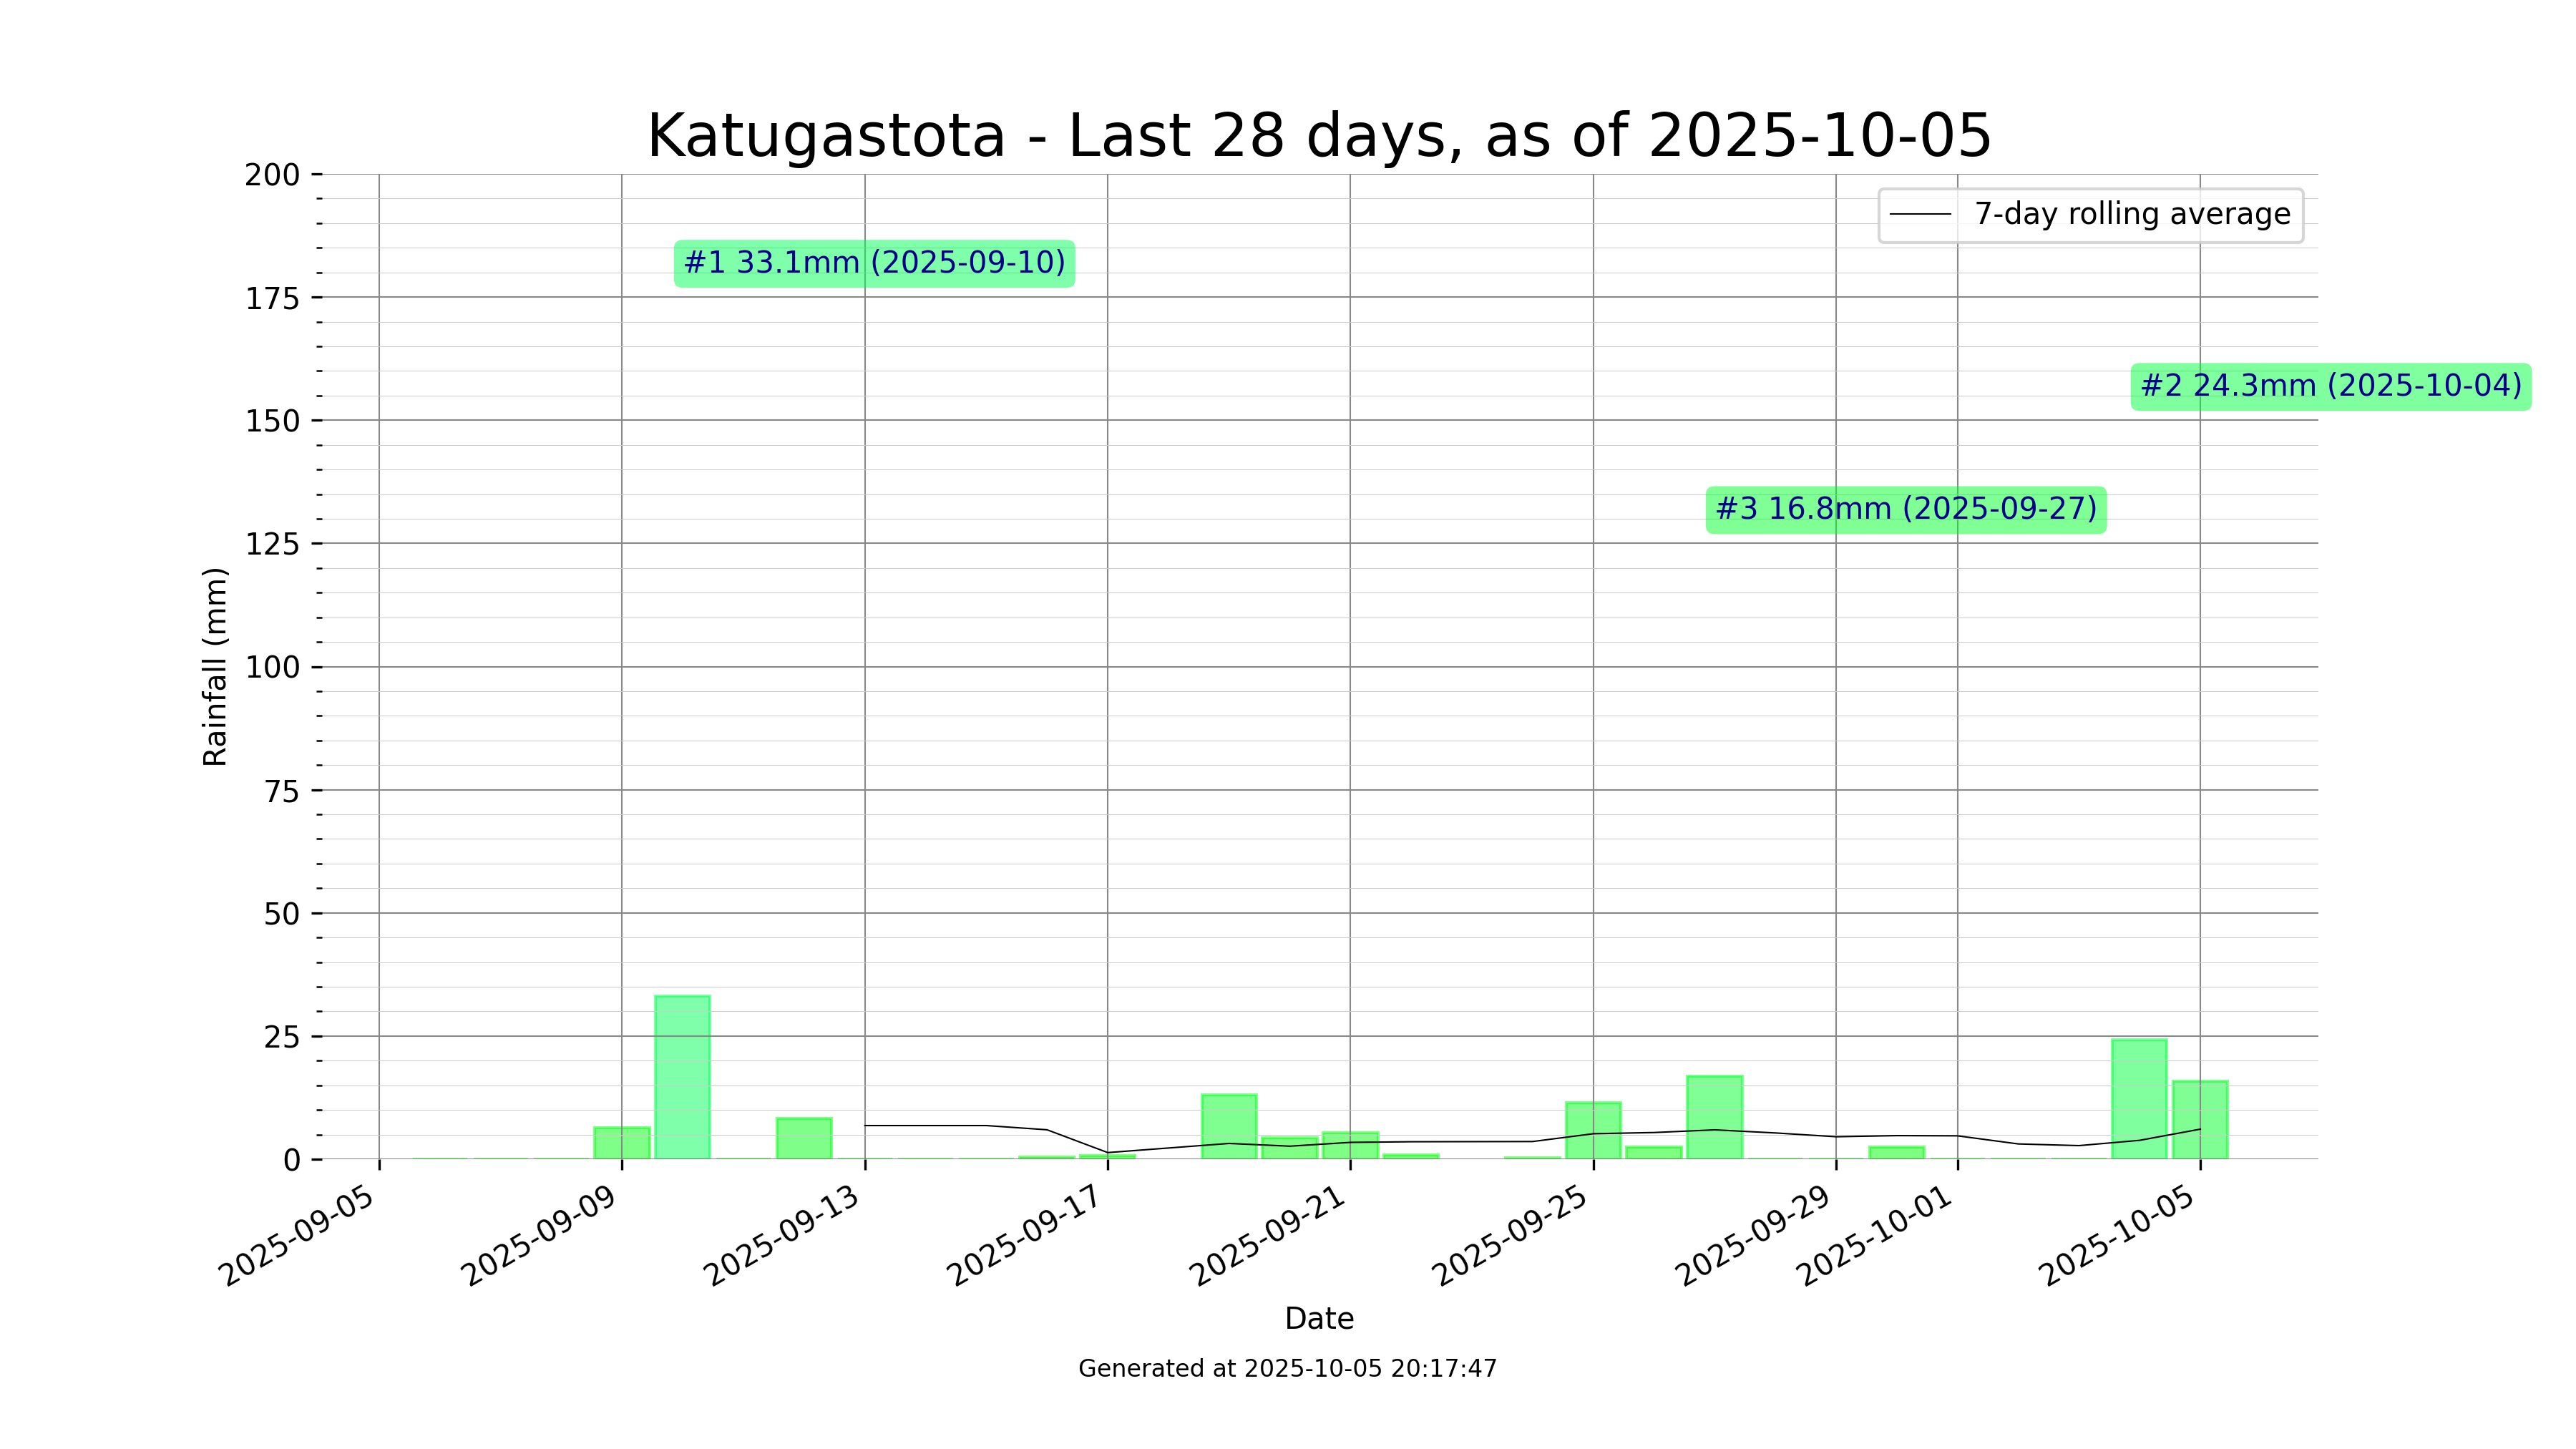 Katugastota - Last 28 days, as of 2025-10-05
200
175
150
125
100
75
50
25
0
Rainfall (mm)
7-day rolling average
#1 33.1mm (2025-09-10)
#2 24.3mm (2025-10-04)
#3 16.8mm (2025-09-27)
2025-09-05
2025-09-09
2025-09-13
2025-09-17
2025-09-21
2025-09-25
2025-09-29
2025-10-01
2025-10-05
Date
Generated at 2025-10-05 20:17:47